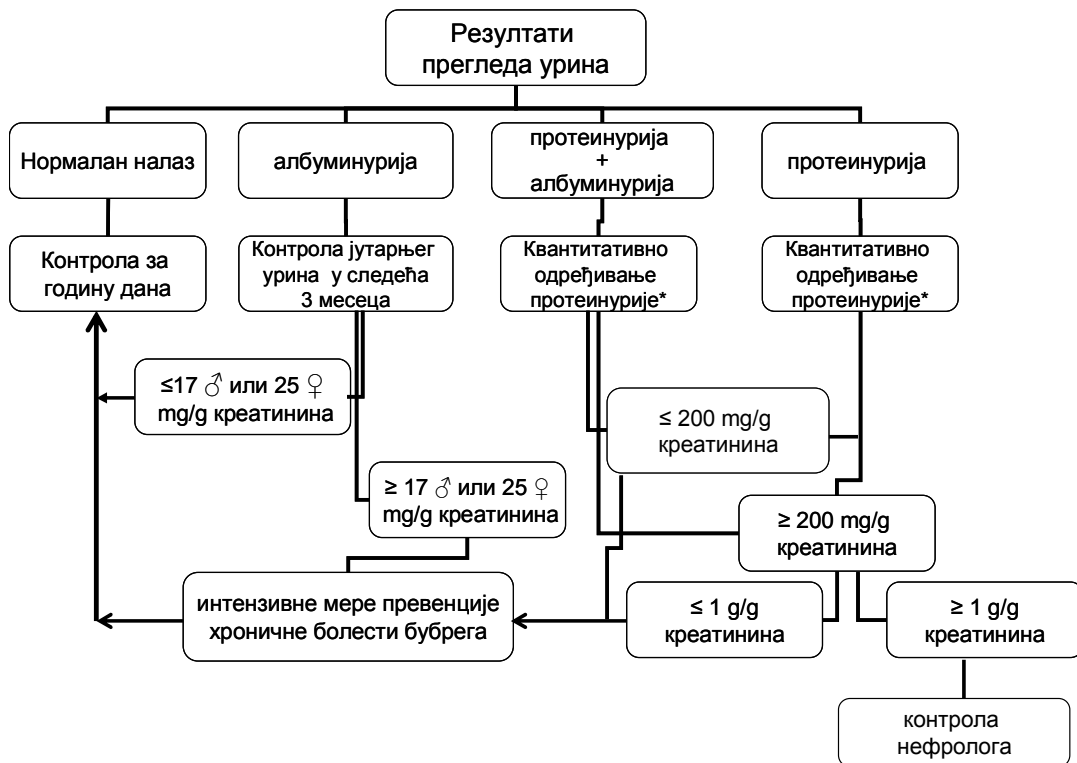 Резултати
прегледа урина
Нормалан налаз
албуминурија
протеинурија
+
албуминурија
протеинурија
Контрола за
годину дана
Контрола јутарњег
урина у следећа
3 месеца
Квантитативно
одређивање
протеинурије*
Квантитативно
одређивање
протеинурије*
≤17 ♂ или 25 ♀
mg/g креатинина
≤ 200 mg/g
креатинина
≥ 17 ♂ или 25 ♀
mg/g креатинина
≥ 200 mg/g
креатинина
интензивне мере превенције
хроничне болести бубрега
≤ 1 g/g
креатинина
≥ 1 g/g
креатинина
контрола
нефролога